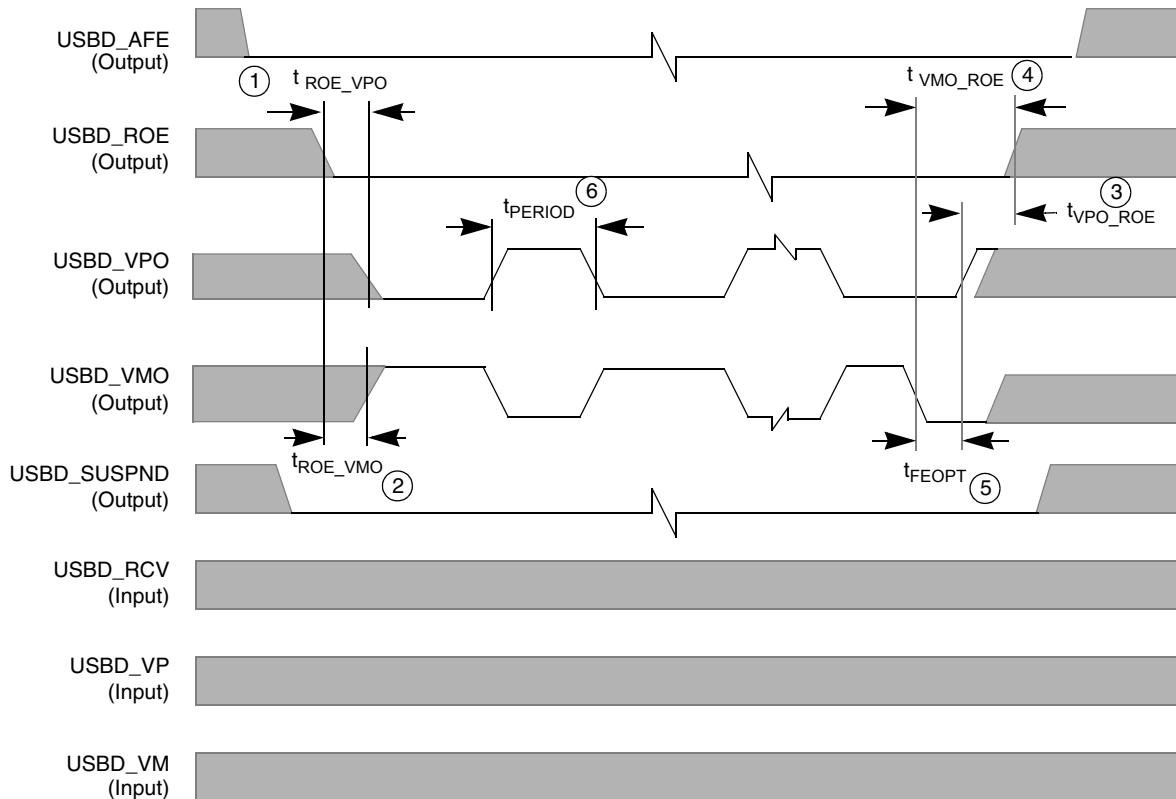 USBD_AFE
(Output)
1
t ROE_VPO
t VMO_ROE
4
USBD_ROE
(Output)
6
tPERIOD
3
tVPO_ROE
USBD_VPO
(Output)
USBD_VMO
(Output)
tROE_VMO
2
tFEOPT
5
USBD_SUSPND
(Output)
USBD_RCV
(Input)
USBD_VP
(Input)
USBD_VM
(Input)